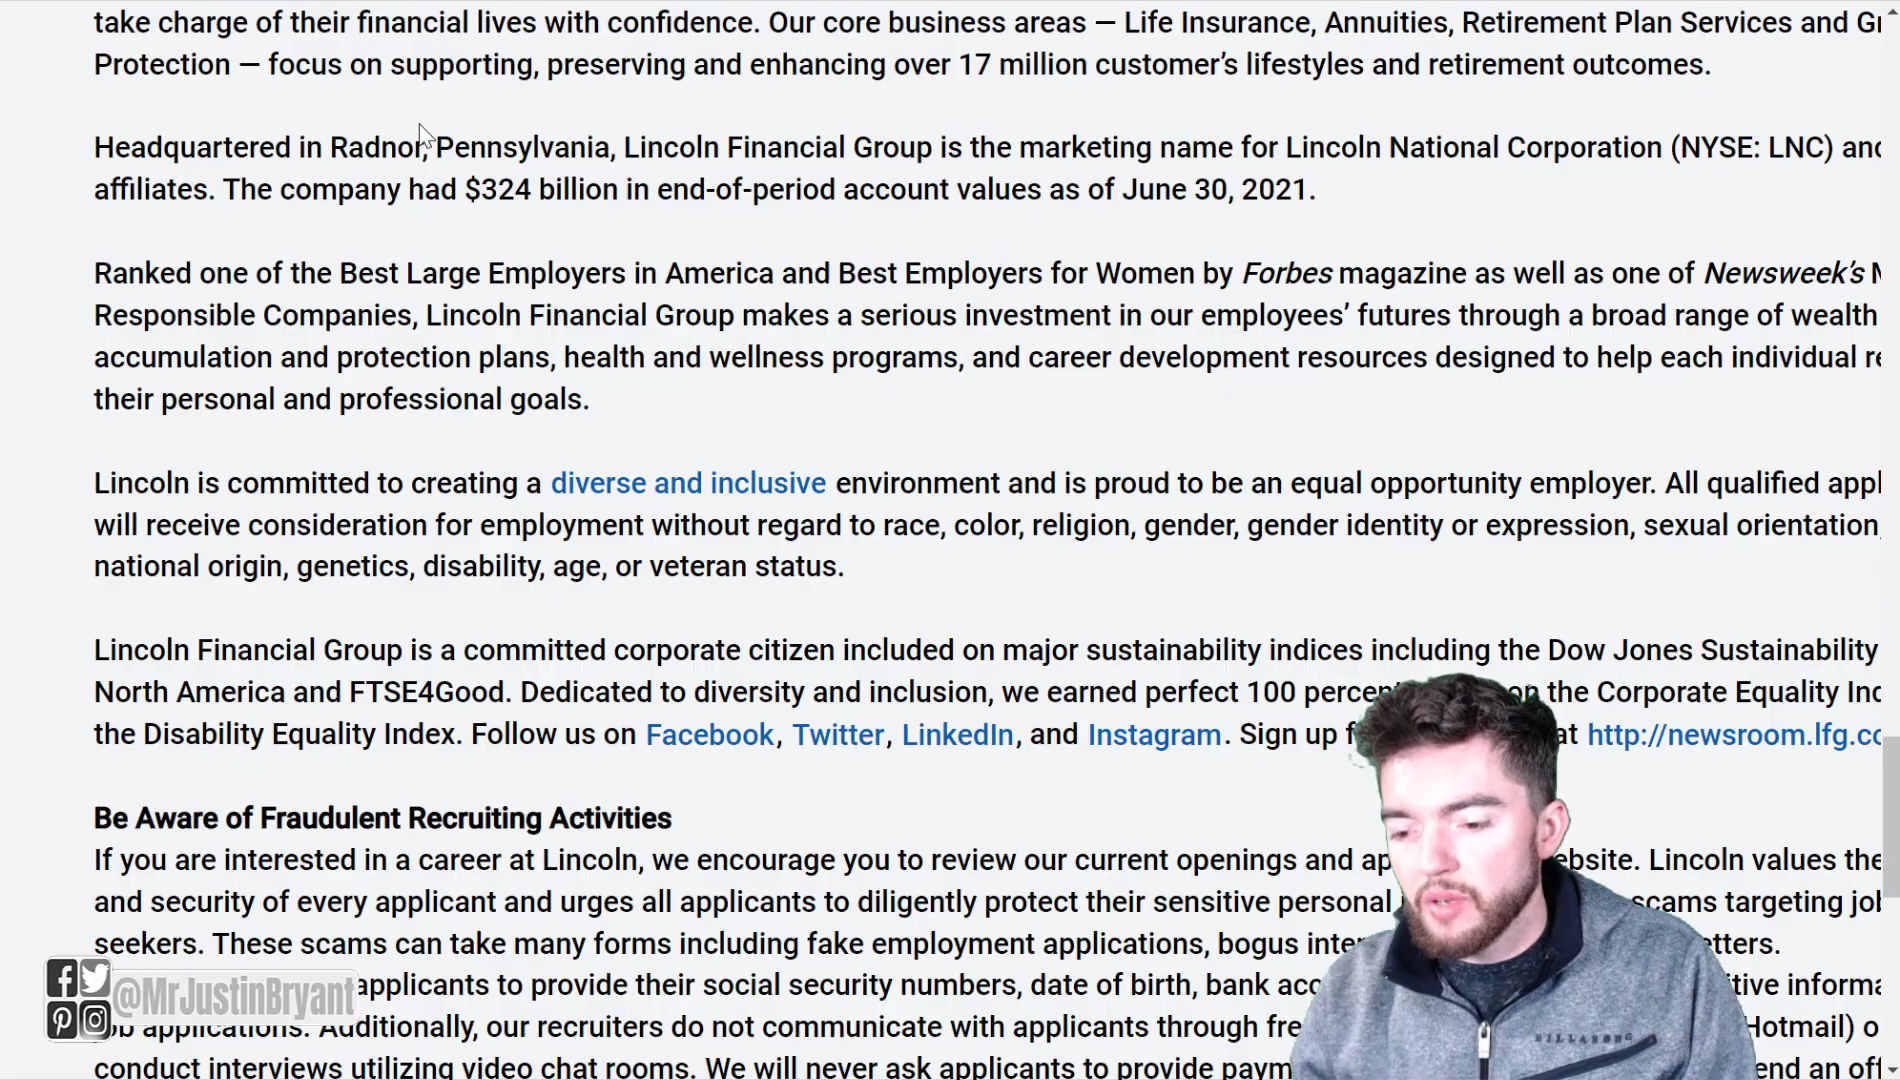 take charge of their financial lives with confidence. Our core business areas — Life Insurance, Annuities, Retirement Plan Services and
Protection — focus on supporting, preserving and enhancing over 17 million customer’s lifestyles and retirement outcomes.
Headquartered in Radnor, Pennsylvania, Lincoln Financial Group is the marketing name for Lincoln National Corporation (NYSE: LNC) and
affiliates. The company had $324 billion in end-of-period account values as of June 30, 2021.
Ranked one of the Best Large Employers in America and Best Employers for Women by Forbes magazine as well as one of Newsweek’s
Responsible Companies, Lincoln Financial Group makes a serious investment in our employees’ futures through a broad range of wealth
accumulation and protection plans, health and wellness programs, and career development resources designed to help each individual
their personal and professional goals.
Lincoln is committed to creating a diverse and inclusive environment and is proud to be an equal opportunity employer. All qualified
will receive consideration for employment without regard to race, color, religion, gender, gender identity or expression, sexual orientation,
national origin, genetics, disability, age, or veteran status.
Lincoln Financial Group is a committed corporate citizen included on major sustainability indices including the Dow Jones Sustainability
North America and FTSE4Good. Dedicated to diversity and inclusion, we earned perfect 100 percent on the Corporate Equality
the Disability Equality Index. Follow us on Facebook, Twitter, LinkedIn, and Instagram. Sign up at http://newsroom.lfg.co
Be Aware of Fraudulent Recruiting Activities
If you are interested in a career at Lincoln, we encourage you to review our current openings and website. Lincoln values the
and security of every applicant and urges all applicants to diligently protect their sensitive personal scams targeting job
seekers. These scams can take many forms including fake employment applications, bogus
applicants to provide their social security numbers, date of birth, bank
job applications. Additionally, our recruiters do not communicate with applicants through Hotmail)
conduct interviews utilizing video chat rooms. We will never ask applicants to provide
@MrJustinBryant
BILLABONG